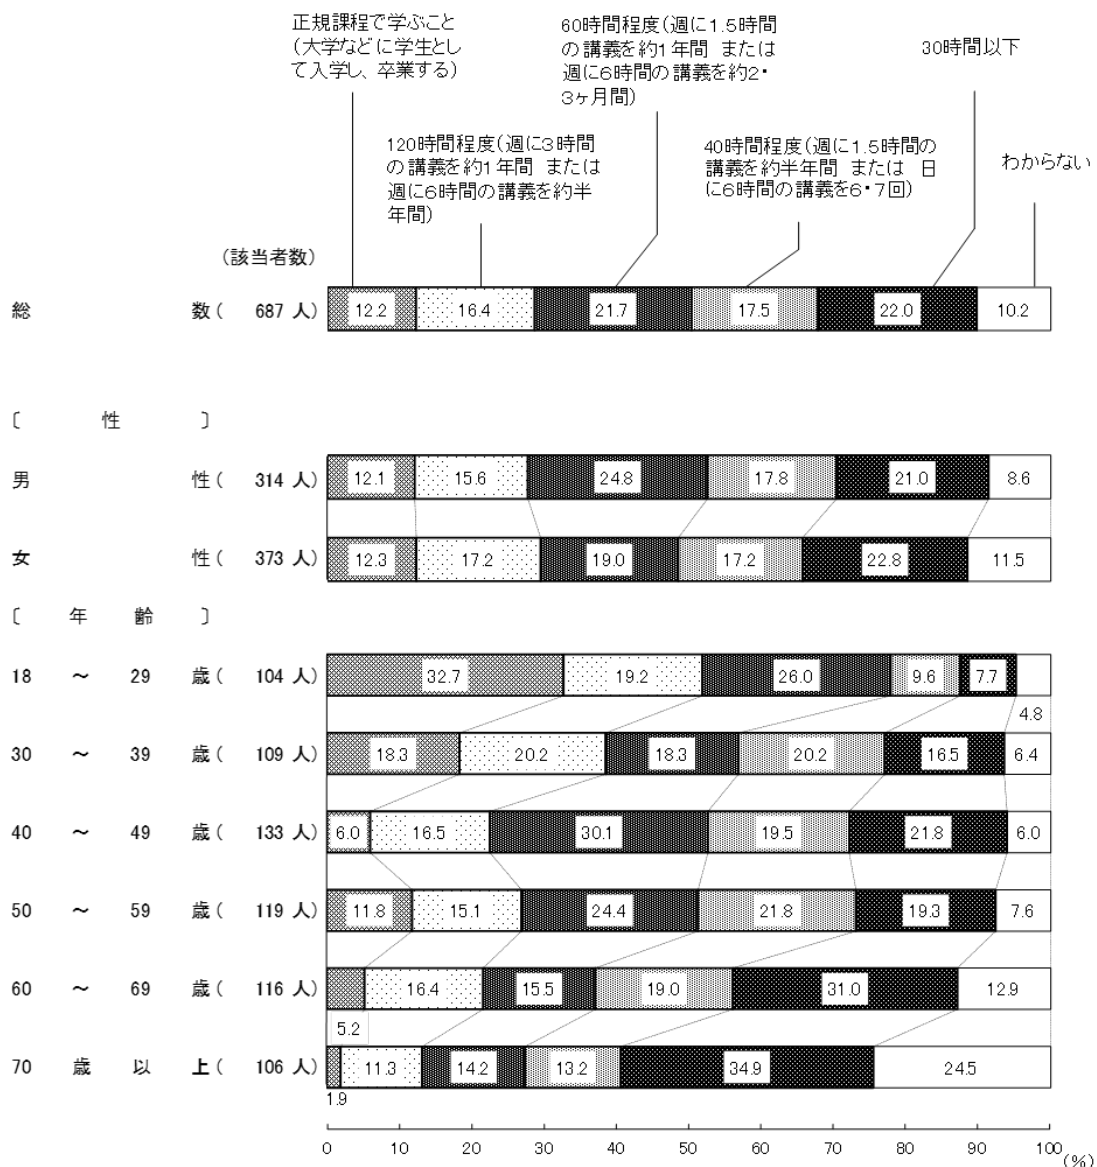 正規課程で学ぶこと
(大学などに学生とし
て入学し、卒業する)
60時間程度(週に1.5時間
の講義を約1年間 または
週に6時間の講義を約2・
3ヶ月間)
30時間以下
120時間程度(週に3時間
の講義を約1年間 または
週に6時間の講義を約半
年間)
40時間程度(週に1.5時間の
講義を約半年間 または 日
に6時間の講義を6・7回)
わからない
(該当者数)
総 数( 687 人) 12.2 16.4 21.7 17.5 22.0 10.2
〔 性 〕
男 性( 314 人) 12.1 15.6 24.8 17.8 21.0 8.6
女 性( 373 人) 12.3 17.2 19.0 17.2 22.8 11.5
〔 年 齢 〕
18 ~ 29 歳( 104 人) 32.7 19.2 26.0 9.6 7.7
4.8
30 ~ 39 歳( 109 人) 18.3 20.2 18.3 20.2 16.5 6.4
40 ~ 49 歳( 133 人) 6.0 16.5 30.1 19.5 21.8 6.0
50 ~ 59 歳( 119 人) 11.8 15.1 24.4 21.8 19.3 7.6
60 ~ 69 歳( 116 人) 16.4 15.5 19.0 31.0 12.9
5.2
70 歳 以 上( 106 人) 11.3 14.2 13.2 34.9 24.5
1.9
0 10 20 30 40 50 60 70 80 90 100
(%)